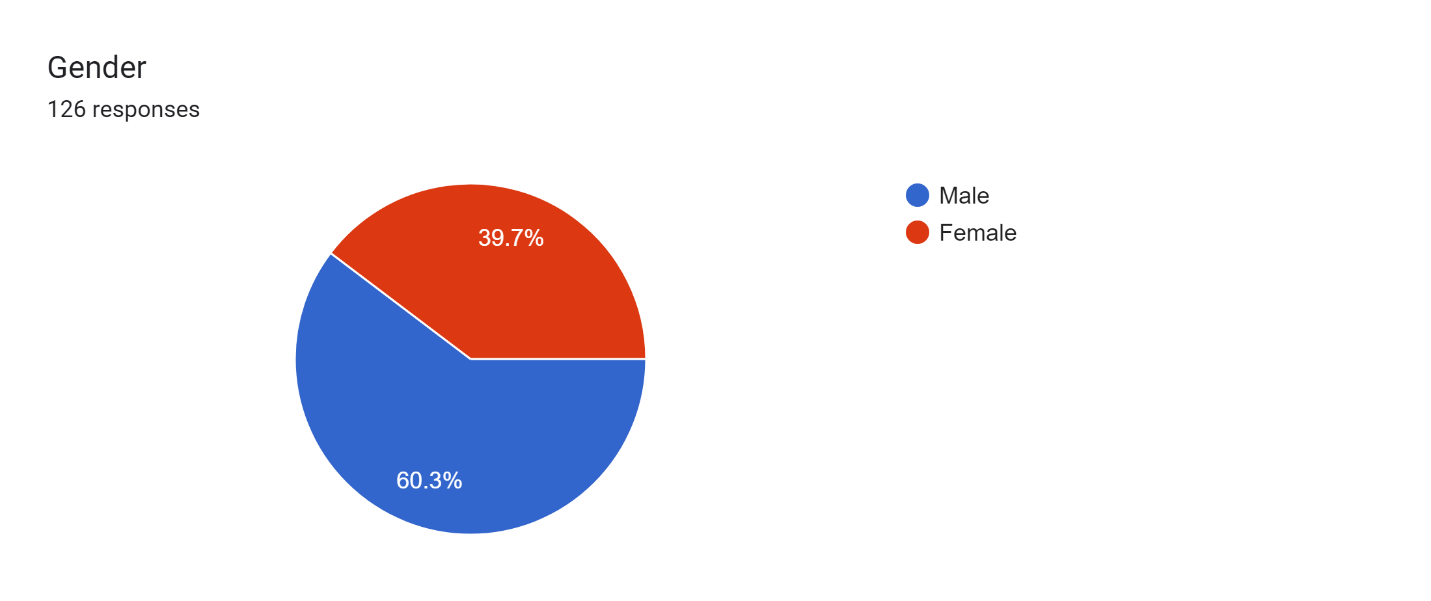 Gender
126 responses
39.7%
60.3%
Male
Female